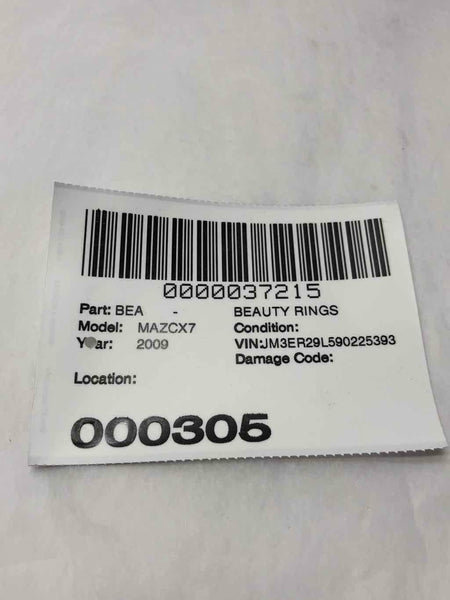 0000037215
Part: BEA - BEAUTY RINGS
Model: MAZCX7 Condition:
Year: 2009 VIN:JM3ER29L590225393
Damage Code:
Location:
000305